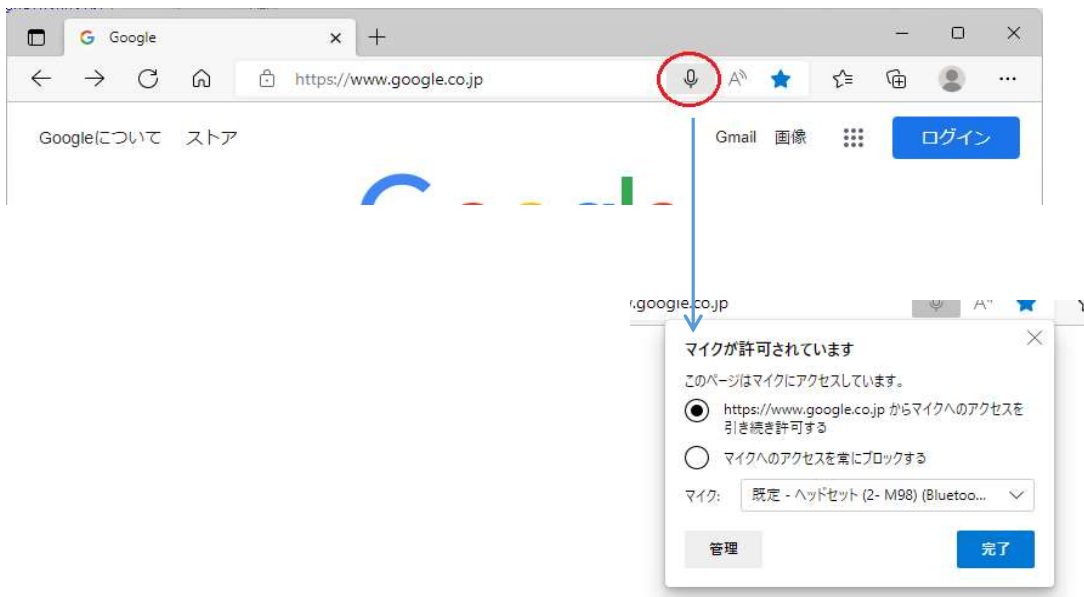 Google
https://www.google.co.jp
Googleについて ストア Gmail 画像 ログイン
Google
.google.co.jp
マイクが許可されています
このページはマイクにアクセスしています。
https://www.google.co.jp からマイクへのアクセスを
引き続き許可する
マイクへのアクセスを常にブロックする
マイク: 既定 - ヘッドセット (2- M98) (Bluetoo...
管理 完了